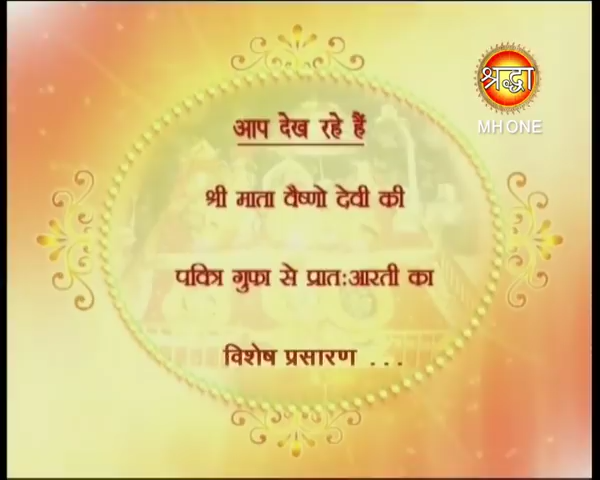 श्रद्धा
MH ONE
आप देख रहे हैं
श्री माता वैष्णो देवी की
पवित्र गुफा से प्रातःआरती का
विशेष प्रसारण ...